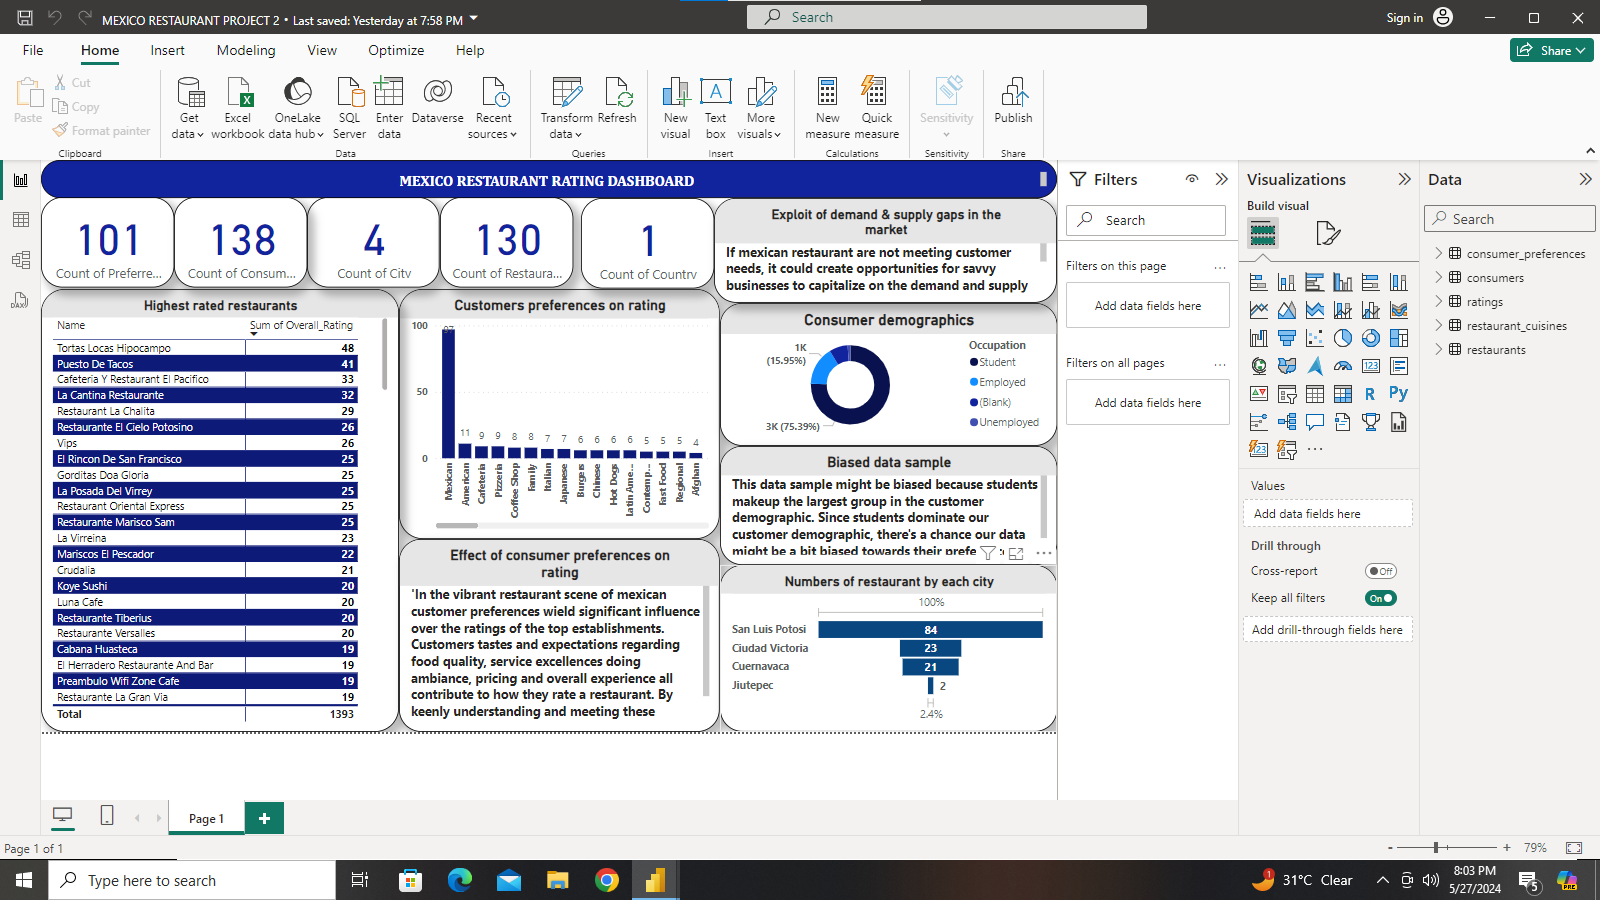 MEXICO RESTAURANT PROJECT 2 • Last saved: Yesterday at 7:58 PM
Search
Sign in
File
Home
Insert
Modeling
View
Optimize
Help
Share
Paste
Cut
Copy
Format painter
Clipboard
Get data
Excel workbook
OneLake data hub
SQL Server
Enter data
Dataverse
Recent sources
Data
Transform data
Refresh
Queries
New visual
Text box
More visuals
Insert
New measure
Quick measure
Calculations
Sensitivity
Sensitivity
Publish
Share
MEXICO RESTAURANT RATING DASHBOARD
101
Count of Preferre...
138
Count of Consum...
4
Count of City
130
Count of Restaura...
1
Count of Country
Exploit of demand & supply gaps in the
market
If mexican restaurant are not meeting customer
needs, it could create opportunities for savvy
businesses to capitalize on the demand and supply
Highest rated restaurants
Name Sum of Overall_Rating
Tortas Locas Hipocampo 48
Puesto De Tacos 41
Cafeteria Y Restaurant El Pacifico 33
La Cantina Restaurante 32
Restaurant La Chalita 29
Restaurante El Cielo Potosino 26
Vips 26
El Rincon De San Francisco 25
Gorditas Doa Gloria 25
La Posada Del Virrey 25
Restaurant Oriental Express 25
Restaurante Marisco Sam 25
La Virreina 23
Mariscos El Pescador 22
Crudalia 21
Koye Sushi 20
Luna Cafe 20
Restaurante Tiberius 20
Restaurante Versalles 20
Cabana Huasteca 19
El Herradero Restaurante And Bar 19
Preambulo Wifi Zone Cafe 19
Restaurante La Gran Via 19
Total 1393
Customers preferences on rating
100
50
0
97
11 9 9 8 8 7 7 6 6 6 6 5 5 5 4
Mexican
American
Cafeteria
Pizzeria
Coffee Shop
Family
Italian
Japanese
Burgers
Chinese
Hot Dogs
Latin Ame...
Contemp...
Fast Food
Regional
Afghan
Effect of consumer preferences on
rating
'In the vibrant restaurant scene of mexican
customer preferences wield significant influence
over the ratings of the top establishments.
Customers tastes and expectations regarding
food quality, service excellences doing
ambiance, pricing and overall experience all
contribute to how they rate a restaurant. By
keenly understanding and meeting these
Consumer demographics
1K
(15.95%)
3K (75.39%)
Occupation
Student
Employed
(Blank)
Unemployed
Biased data sample
This data sample might be biased because students
makeup the largest group in the customer
demographic. Since students dominate our
customer demographic, there's a chance our data
might be a bit biased towards their prefe
Numbers of restaurant by each city
100%
San Luis Potosi 84
Ciudad Victoria 23
Cuernavaca 21
Jiutepec 2
2.4%
Filters
Search
Filters on this page ...
Add data fields here
Filters on all pages ...
Add data fields here
Visualizations
Build visual
123
R
Py
...
Values
Add data fields here
Drill through
Cross-report Off
Keep all filters On
Add drill-through fields here
Data
Search
consumer_preferences
consumers
ratings
restaurant_cuisines
restaurants
Page 1
Page 1 of 1
- + 79%
Type here to search
1
31°C Clear
8:03 PM
5/27/2024
5
PRE